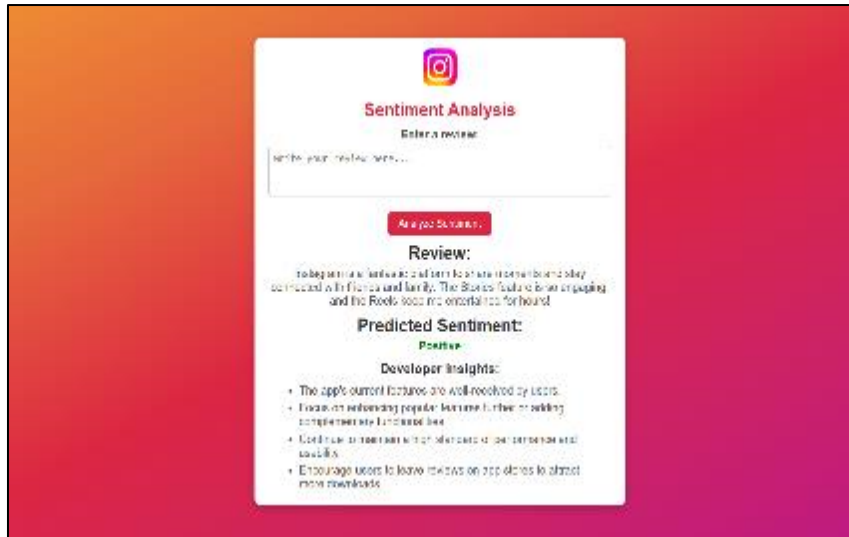 Sentiment Analysis
Enter a review:
Write your review here...
Analyze Sentiment
Review:
Instagram is a fantastic platform to share moments and stay
connected with friends and family. The Stories feature is so engaging
and the Reels keep me entertained for hours!
Predicted Sentiment:
Positive
Developer Insights:
• The app's current features are well-received by users.
• Focus on enhancing popular features further or adding
complementary functionalities.
• Continue to maintain a high standard of performance and
usability.
• Encourage users to leave reviews on app stores to attract
more downloads.